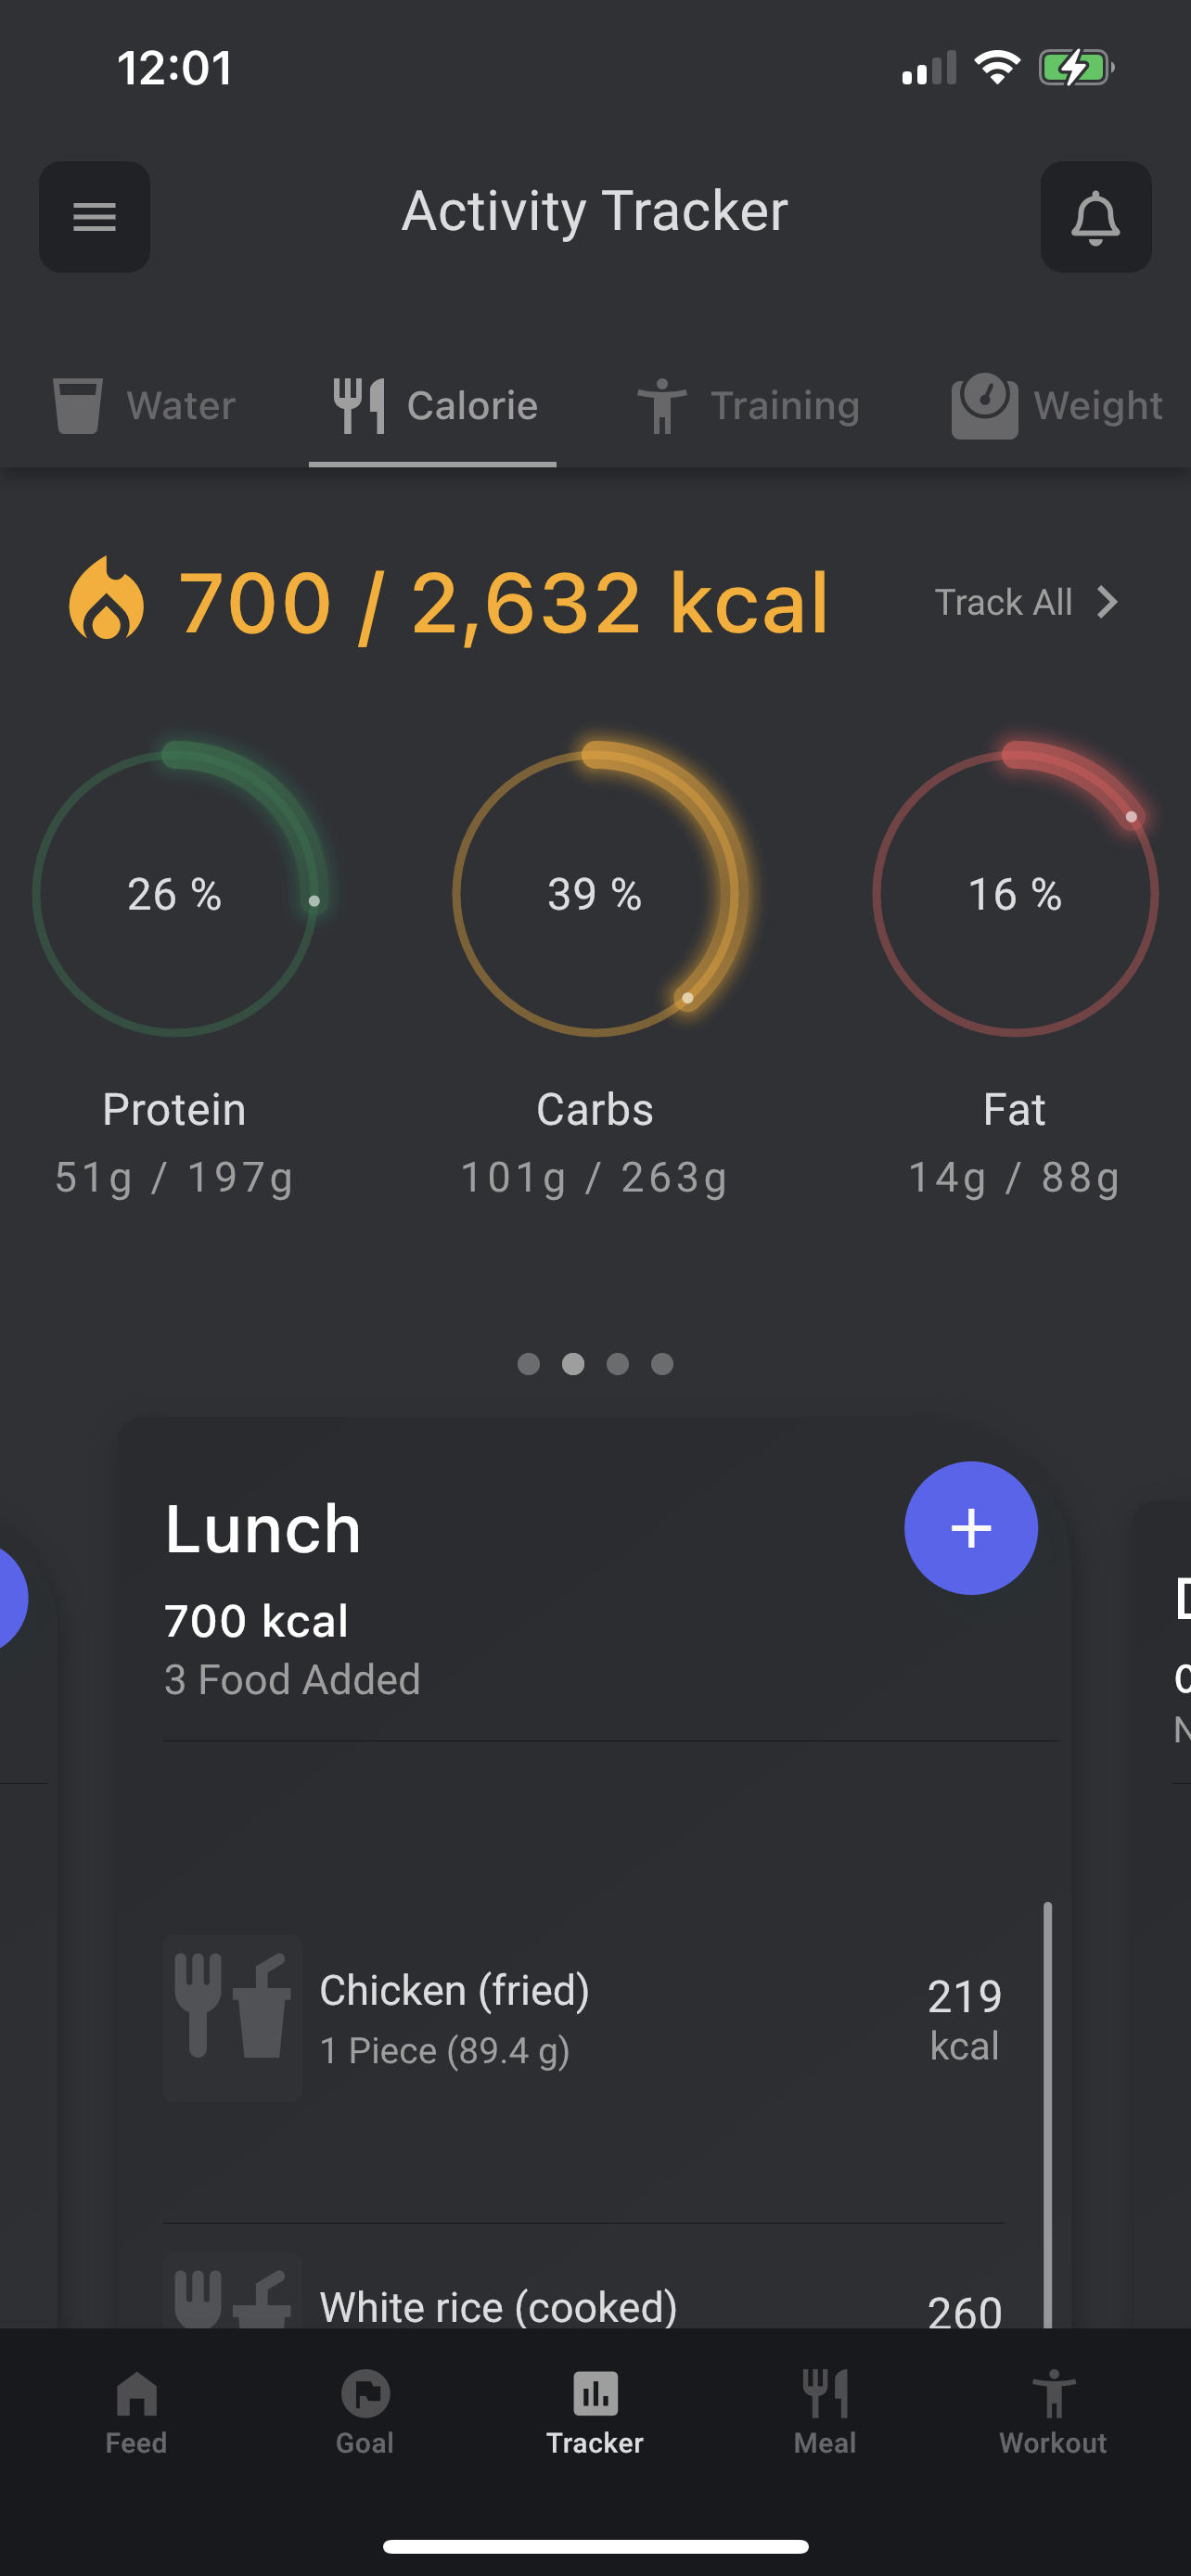 12:01
Activity Tracker
Water
Calorie
Training
Weight
700 / 2,632 kcal
Track All
26 %
39 %
16 %
Protein
Carbs
Fat
51g / 197g
101g / 263g
14g / 88g
Lunch
700 kcal
3 Food Added
Chicken (fried)
219
1 Piece (89.4 g)
kcal
White rice (cooked)
260
Feed
Goal
Tracker
Meal
Workout